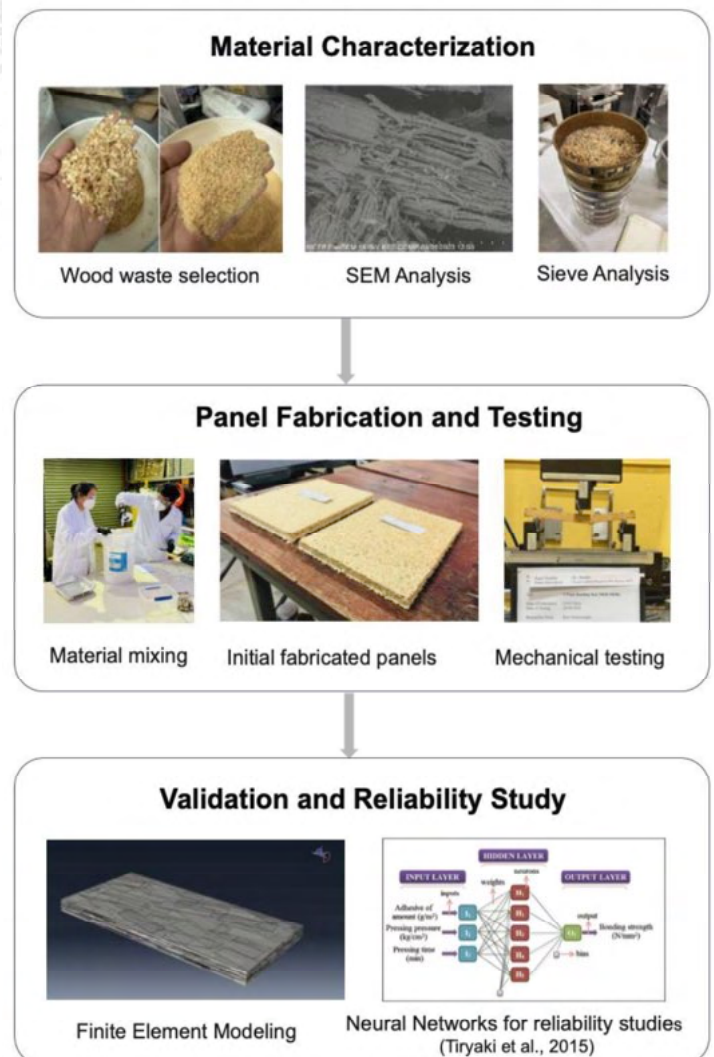 Material Characterization
Wood waste selection
SEM Analysis
Sieve Analysis
Panel Fabrication and Testing
Material mixing
Initial fabricated panels
Mechanical testing
Validation and Reliability Study
HIDDEN LAYER
INPUT LAYER
OUTPUT LAYER
inputs
weights
neurons
output
Adhesive of
amount (g/m²)
Pressing pressure
(kg/cm²)
Pressing time
(min)
Bonding strength
(N/mm²)
bias
Finite Element Modeling
Neural Networks for reliability studies
(Tiryaki et al., 2015)